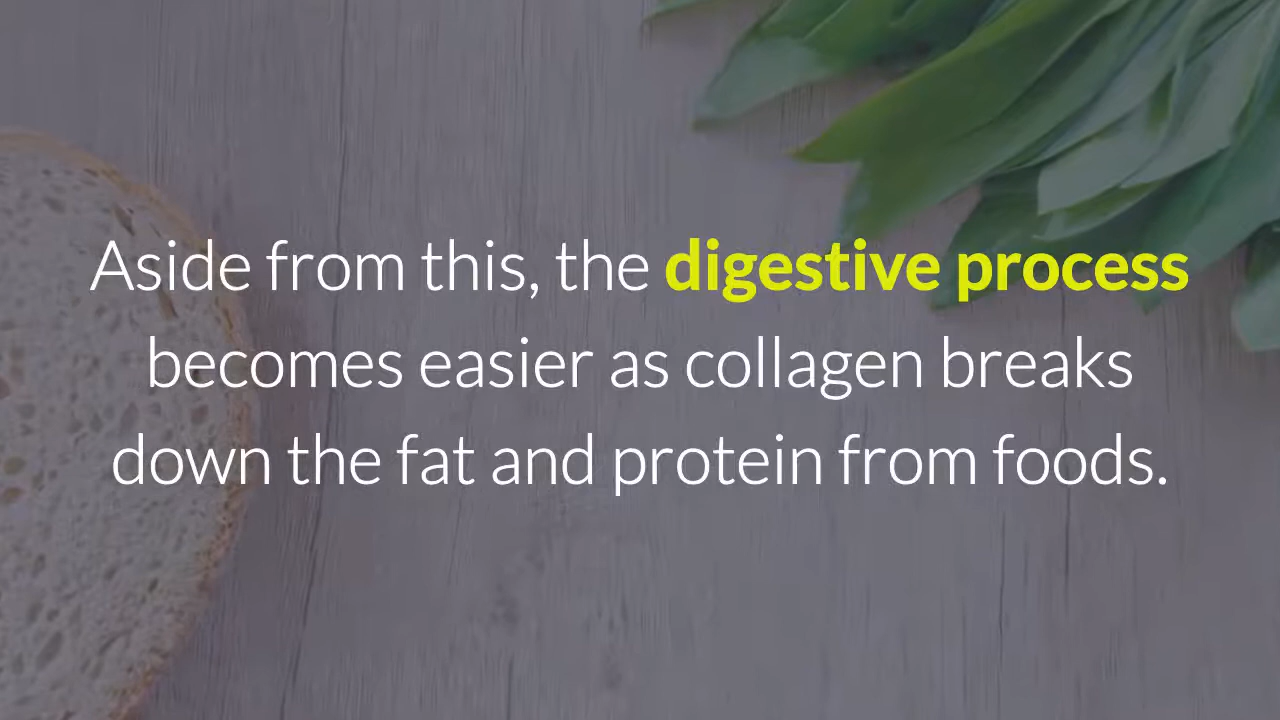 Aside from this, the digestive process
becomes easier as collagen breaks
down the fat and protein from foods.